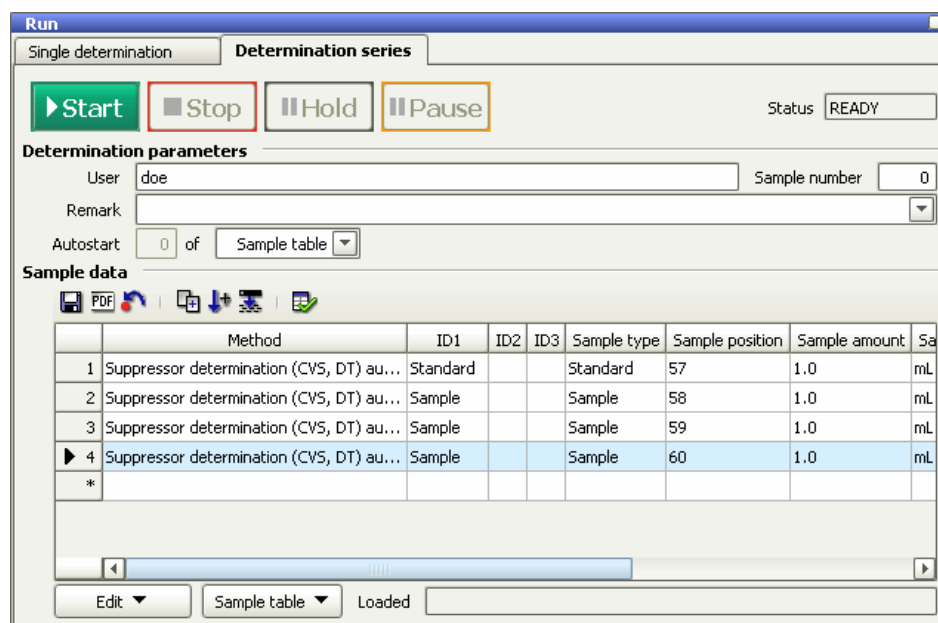 Run
Single determination Determination series
Start Stop Hold Pause Status READY
Determination parameters
User doe Sample number 0
Remark
Autostart 0 of Sample table
Sample data
PDF
Method ID1 ID2 ID3 Sample type Sample position Sample amount Sa
1 Suppressor determination (CVS, DT) au... Standard Standard 57 1.0 mL
2 Suppressor determination (CVS, DT) au... Sample Sample 58 1.0 mL
3 Suppressor determination (CVS, DT) au... Sample Sample 59 1.0 mL
4 Suppressor determination (CVS, DT) au... Sample Sample 60 1.0 mL
*
Edit Sample table Loaded